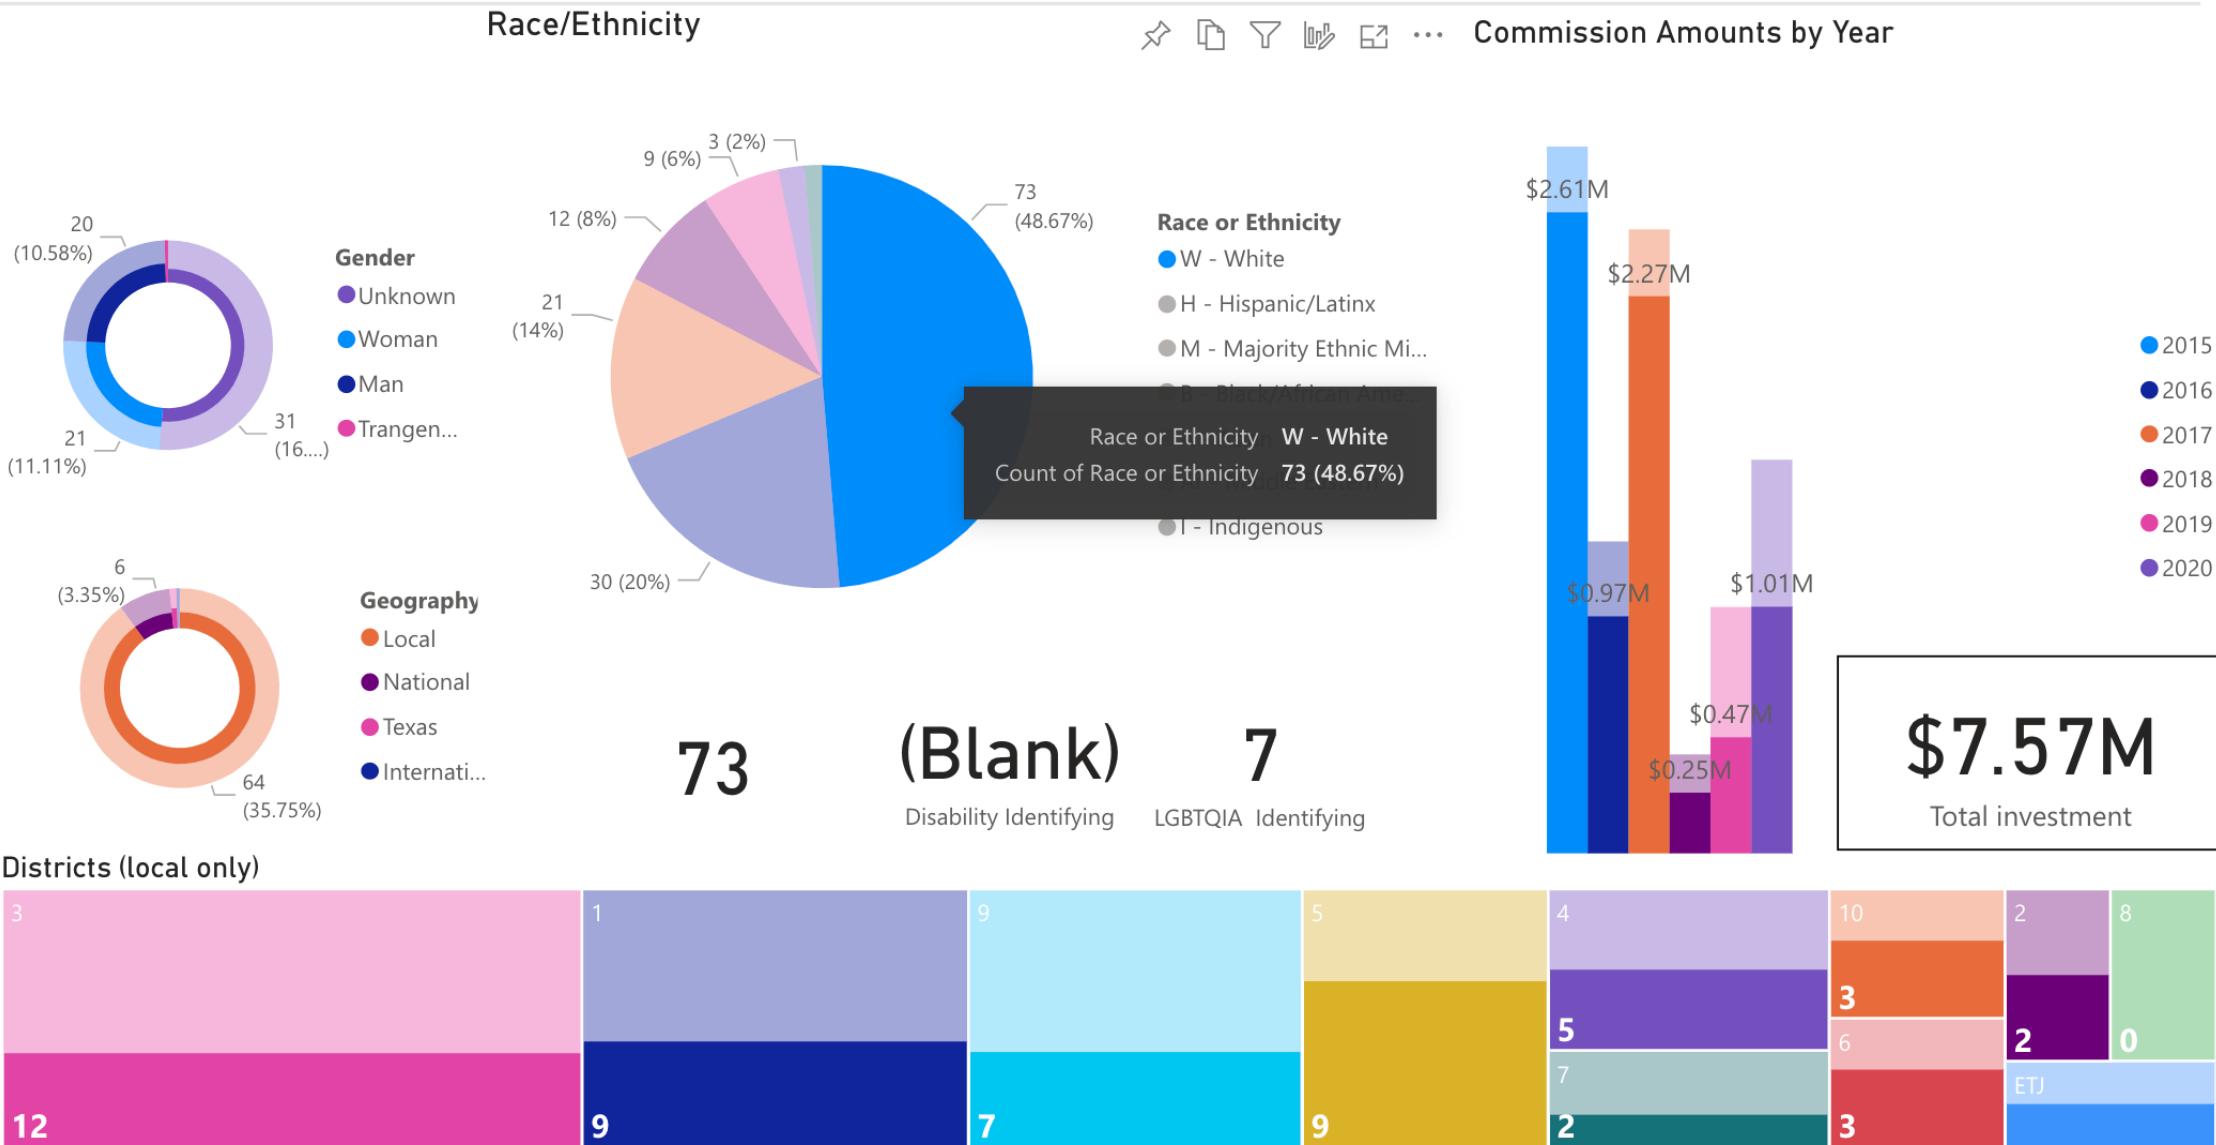 Race/Ethnicity
Commission Amounts by Year
20
(10.58%)
21
(11.11%)
31
(16....)
Gender
Unknown
Woman
Man
Trangen...
6
(3.35%)
64
(35.75%)
Geography
Local
National
Texas
Internati...
3 (2%)
9 (6%)
12 (8%)
21
(14%)
30 (20%)
73
(48.67%)
Race or Ethnicity
W - White
H - Hispanic/Latinx
M - Majority Ethnic Mi...
B - Black/African Ame...
Race or Ethnicity W - White
Count of Race or Ethnicity 73 (48.67%)
I - Indigenous
73
(Blank)
Disability Identifying
7
LGBTQIA Identifying
$2.61M
$0.97M
$2.27M
$0.25M
$0.47M
$1.01M
2015
2016
2017
2018
2019
2020
$7.57M
Total investment
Districts (local only)
3
12
1
9
9
7
5
9
4
5
7
2
10
3
6
3
2
2
8
0
ETJ